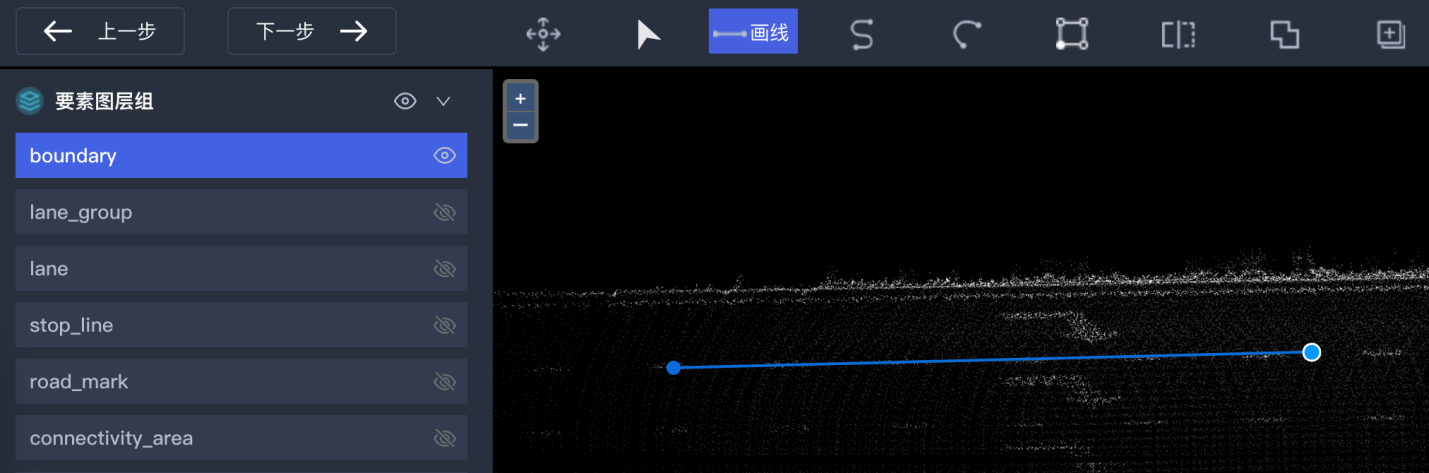 上一步
下一步
画线
要素图层组
boundary
lane_group
lane
stop_line
road_mark
connectivity_area